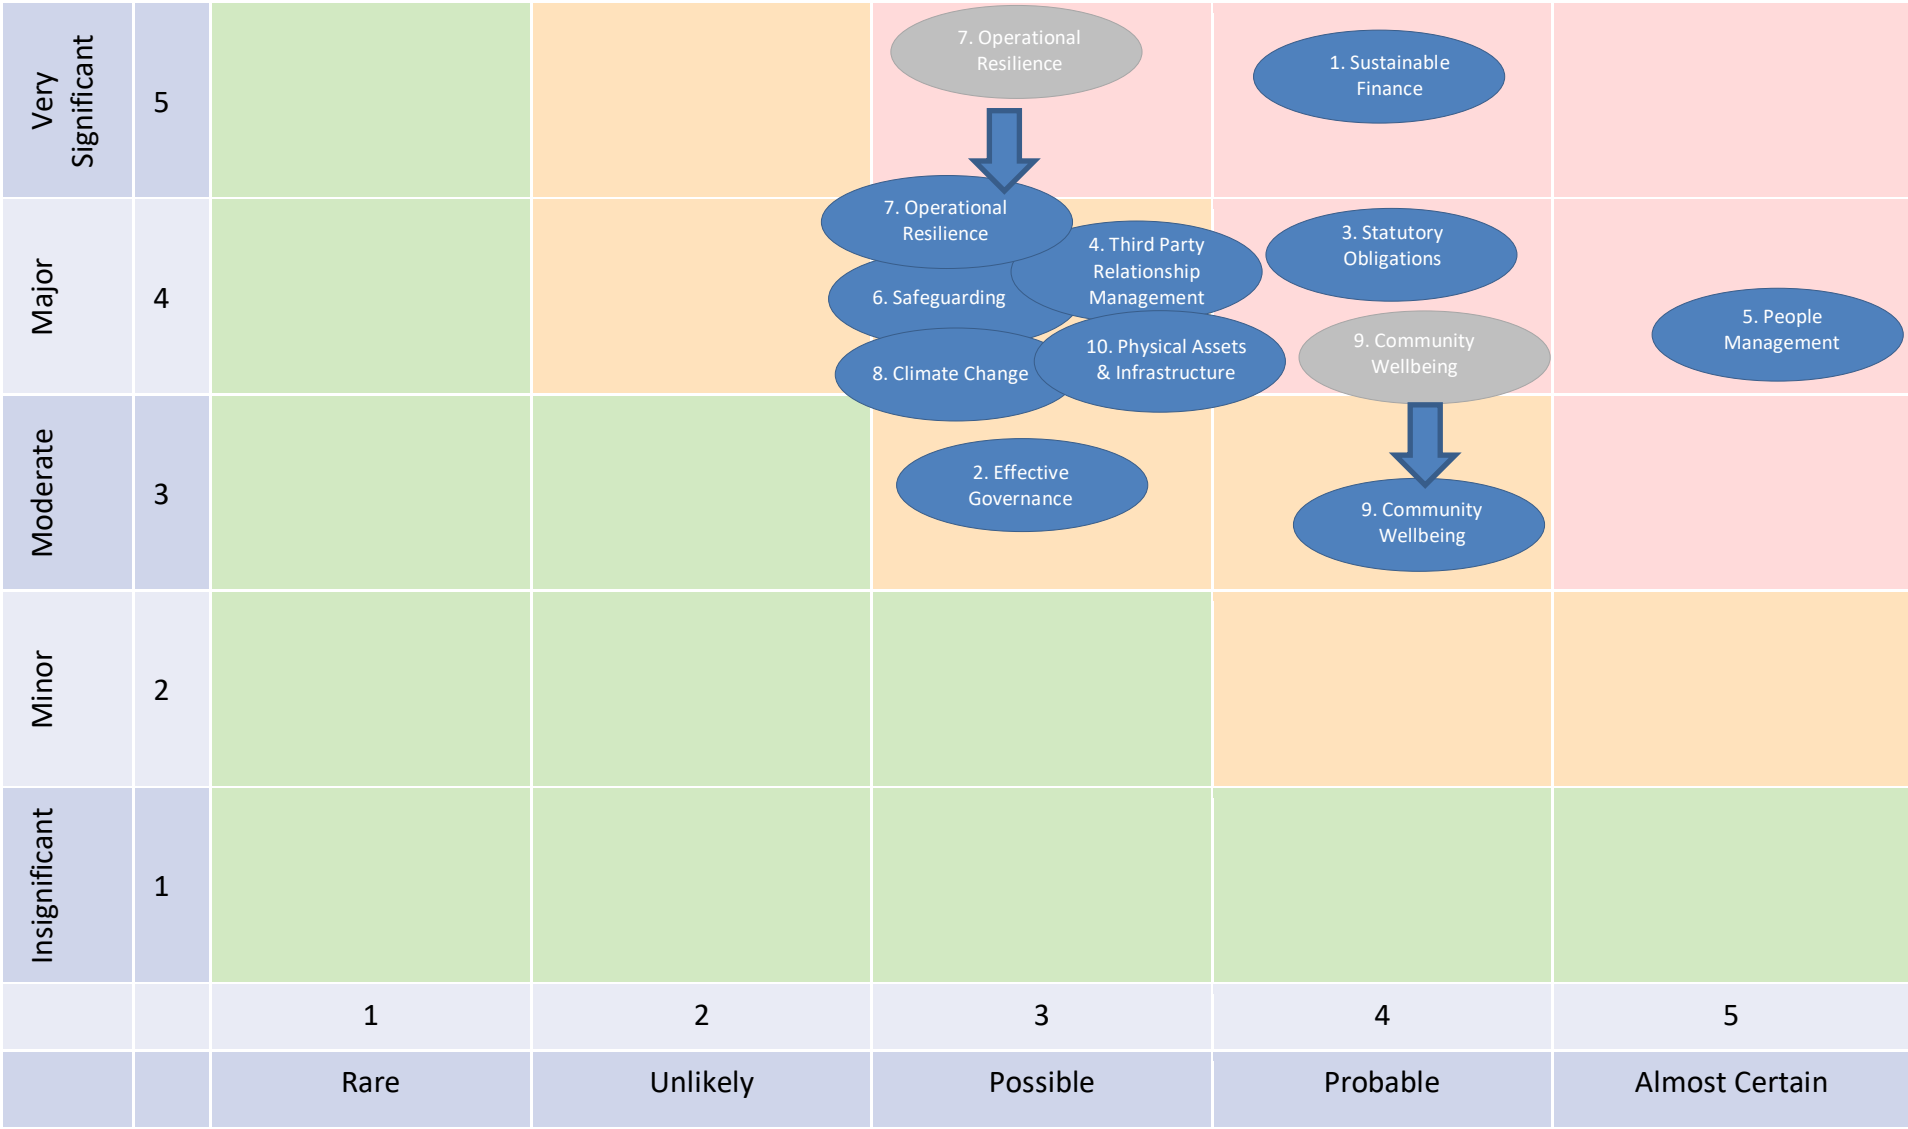 Very
Significant
5
7. Operational
Resilience
1. Sustainable
Finance
Major
4
7. Operational
Resilience
4. Third Party
Relationship
Management
3. Statutory
Obligations
6. Safeguarding
5. People
Management
8. Climate Change
10. Physical Assets
& Infrastructure
9. Community
Wellbeing
Moderate
3
2. Effective
Governance
9. Community
Wellbeing
Minor
2
Insignificant
1
1
2
3
4
5
Rare
Unlikely
Possible
Probable
Almost Certain